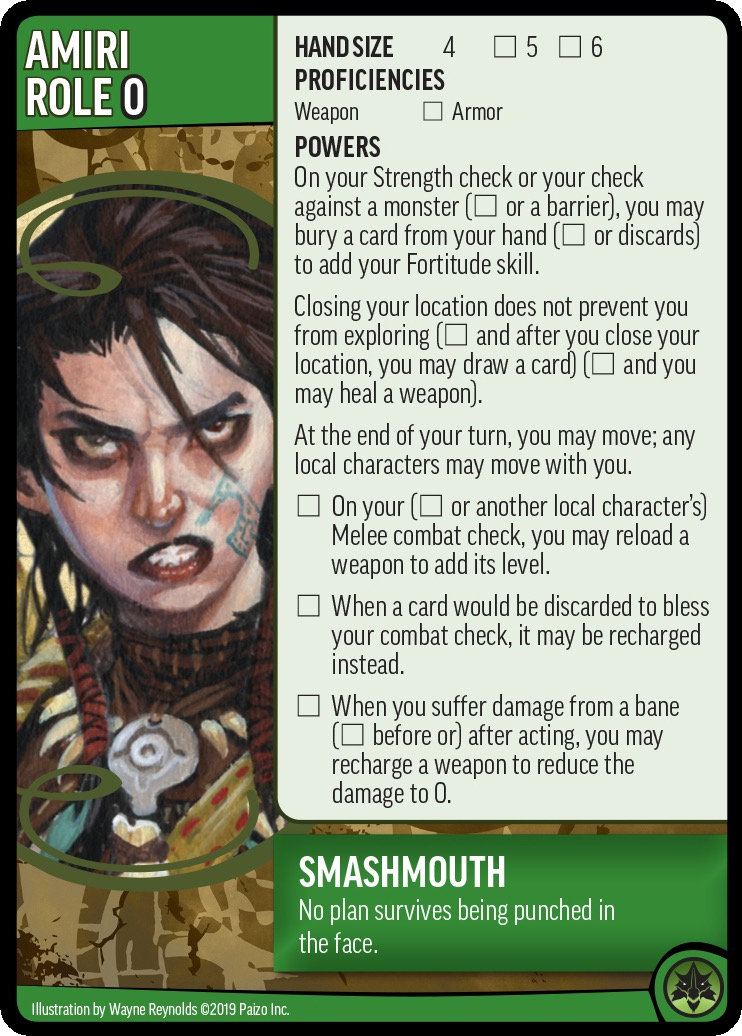 AMIRI
ROLE 0
HAND SIZE 4 □ 5 □ 6
PROFICIENCIES
Weapon □ Armor
POWERS
On your Strength check or your check
against a monster (□ or a barrier), you may
bury a card from your hand (□ or discards)
to add your Fortitude skill.
Closing your location does not prevent you
from exploring (□ and after you close your
location, you may draw a card) (□ and you
may heal a weapon).
At the end of your turn, you may move; any
local characters may move with you.
□ On your (□ or another local character's)
Melee combat check, you may reload a
weapon to add its level.
□ When a card would be discarded to bless
your combat check, it may be recharged
instead.
□ When you suffer damage from a bane
(□ before or) after acting, you may
recharge a weapon to reduce the
damage to 0.
SMASHMOUTH
No plan survives being punched in
the face.
Illustration by Wayne Reynolds ©2019 Paizo Inc.